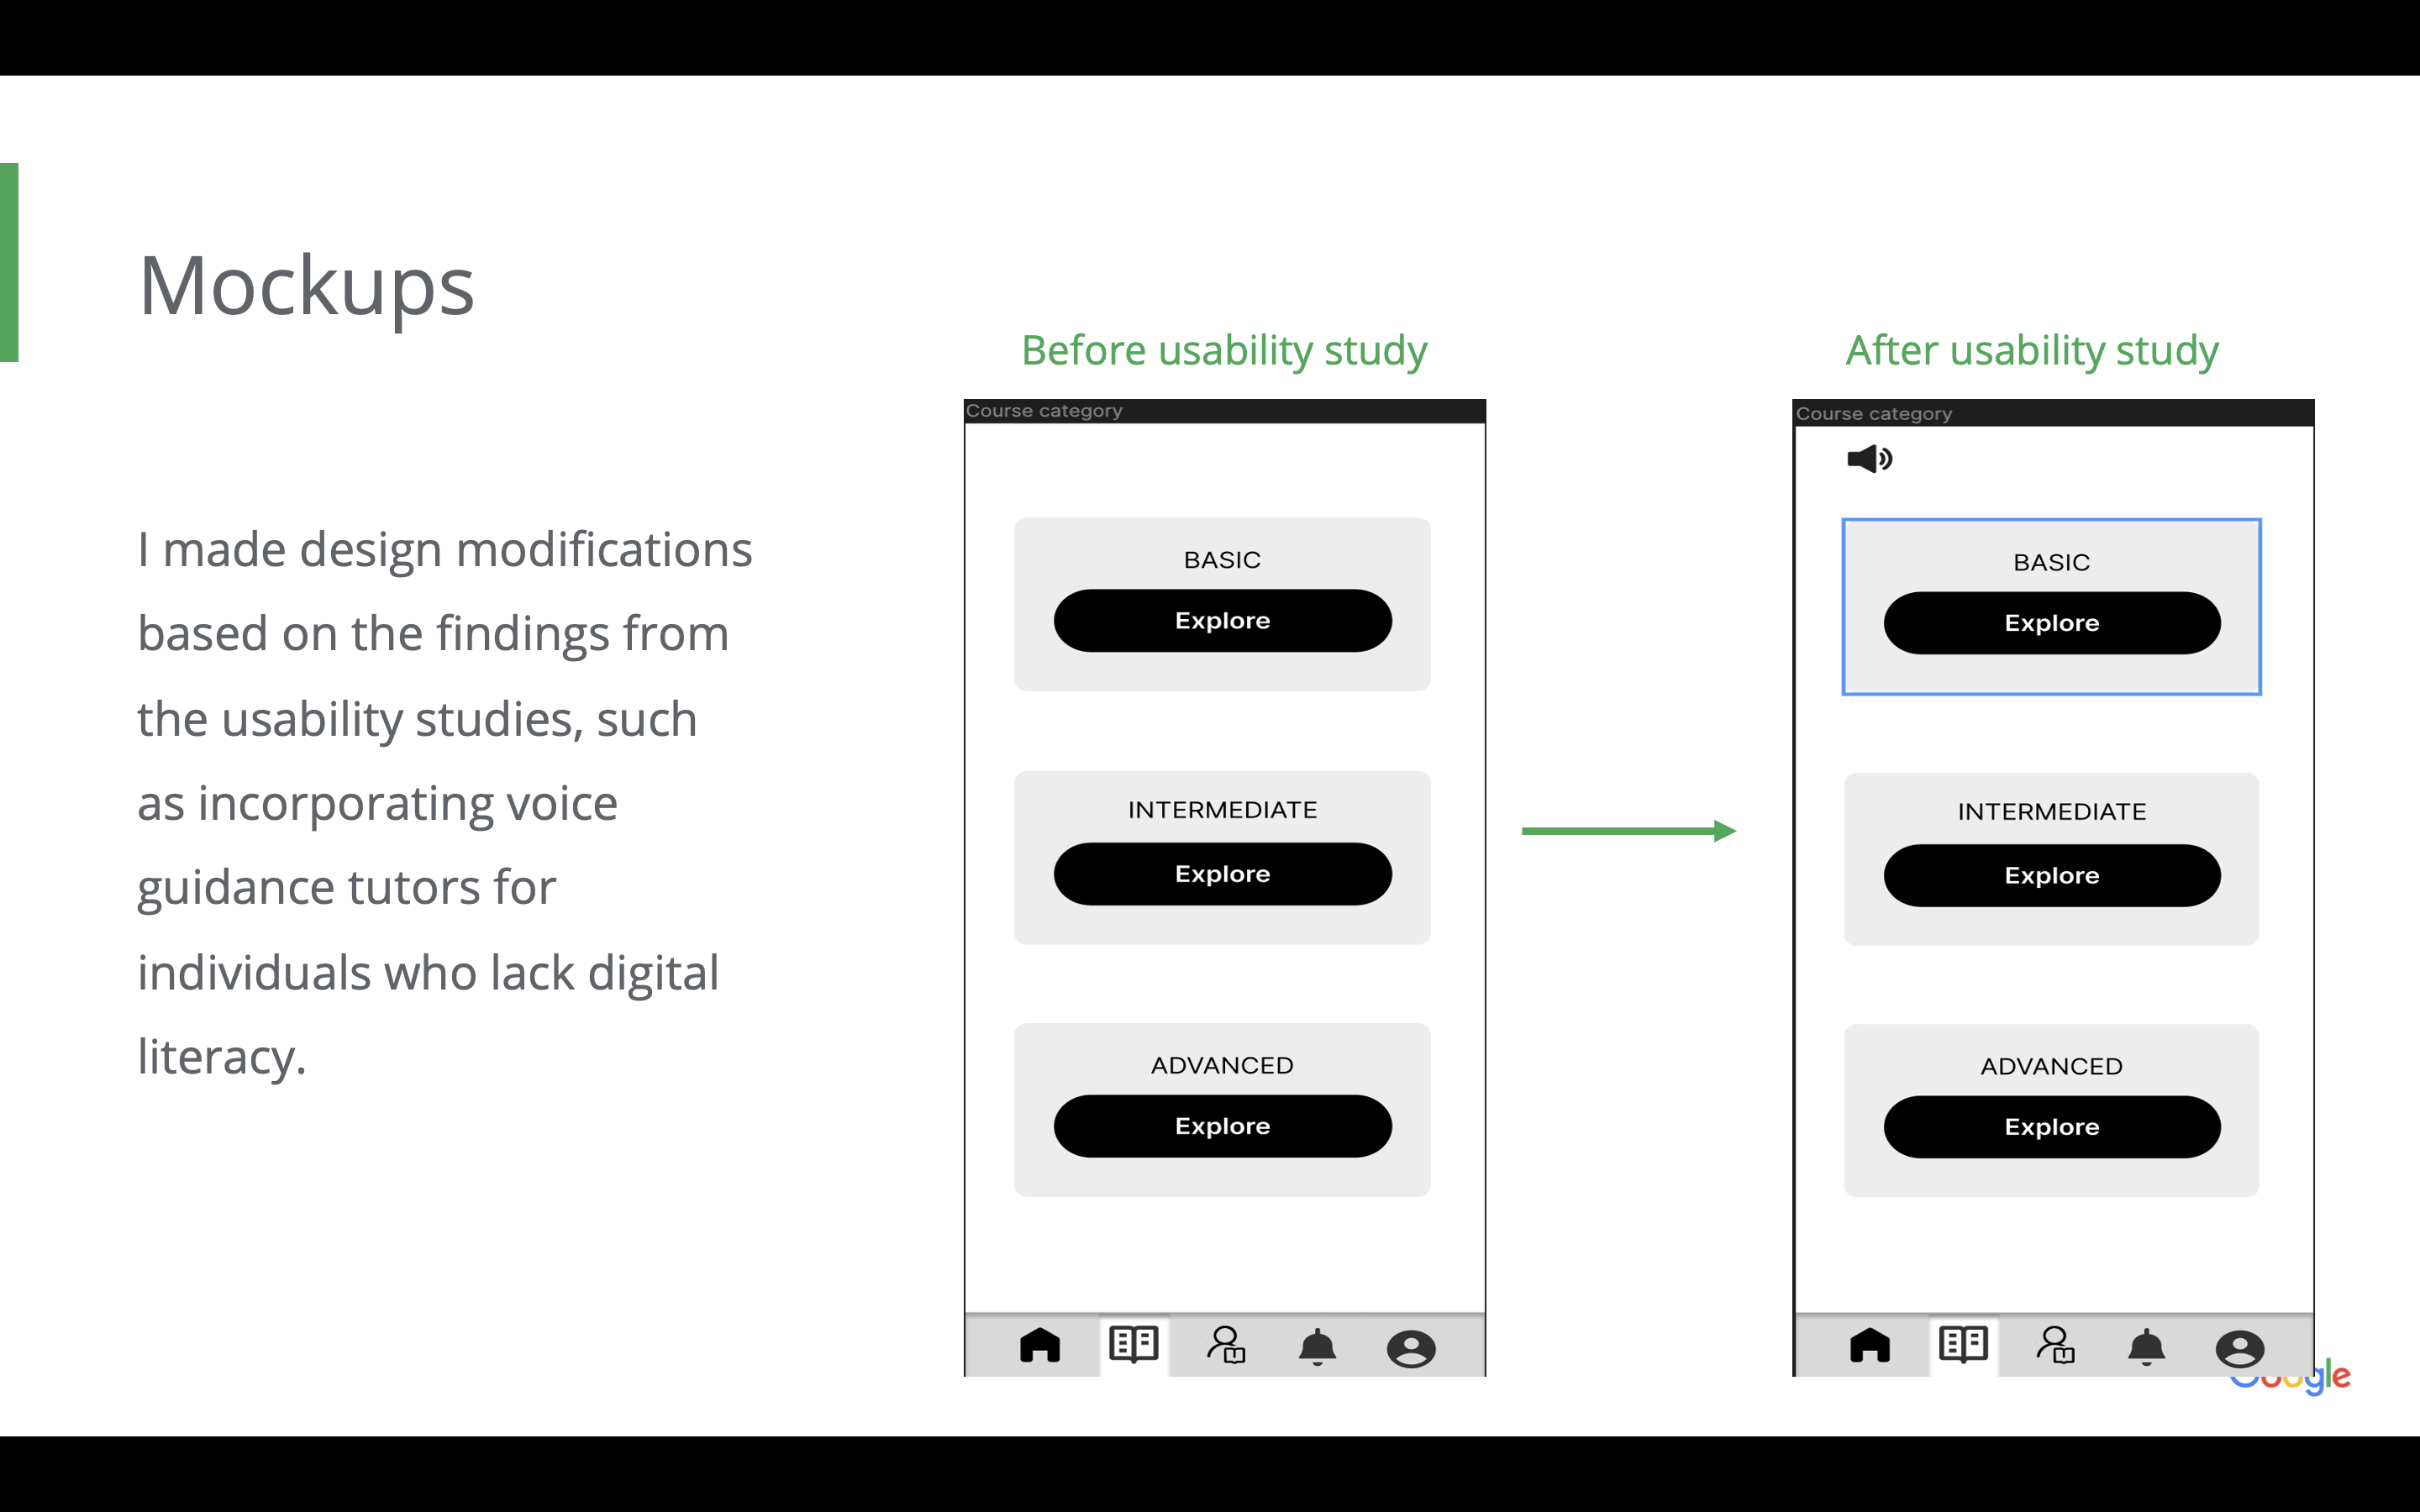 Mockups
I made design modifications
based on the findings from
the usability studies, such
as incorporating voice
guidance tutors for
individuals who lack digital
literacy.
Before usability study
Course category
BASIC
Explore
INTERMEDIATE
Explore
ADVANCED
Explore
After usability study
Course category
BASIC
Explore
INTERMEDIATE
Explore
ADVANCED
Explore
Google